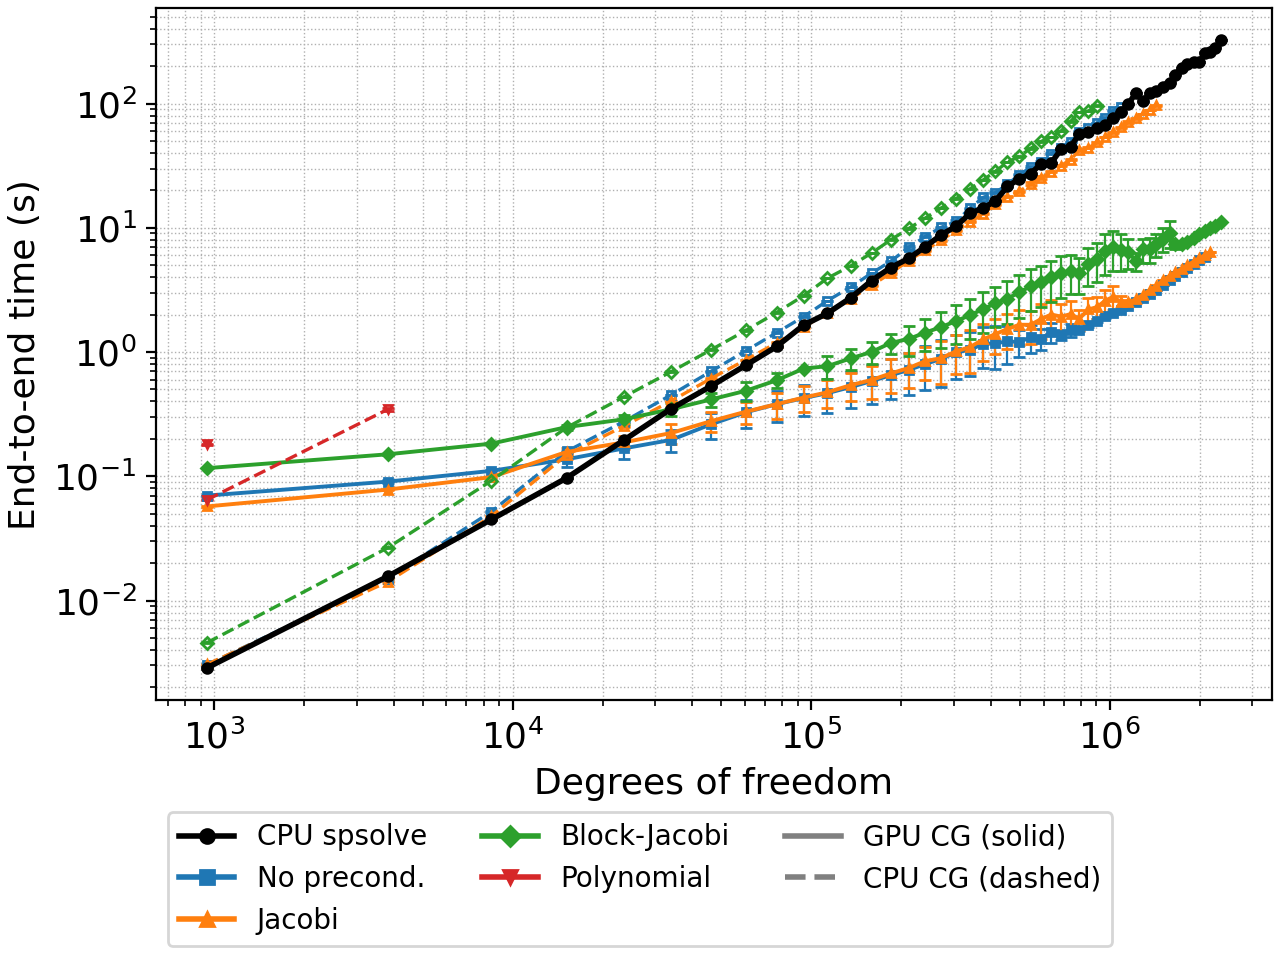 End-to-end time (s)
10²
10¹
10⁰
10⁻¹
10⁻²
10³ 10⁴ 10⁵ 10⁶
Degrees of freedom
CPU spsolve
No precond.
Jacobi
Block-Jacobi
Polynomial
GPU CG (solid)
CPU CG (dashed)